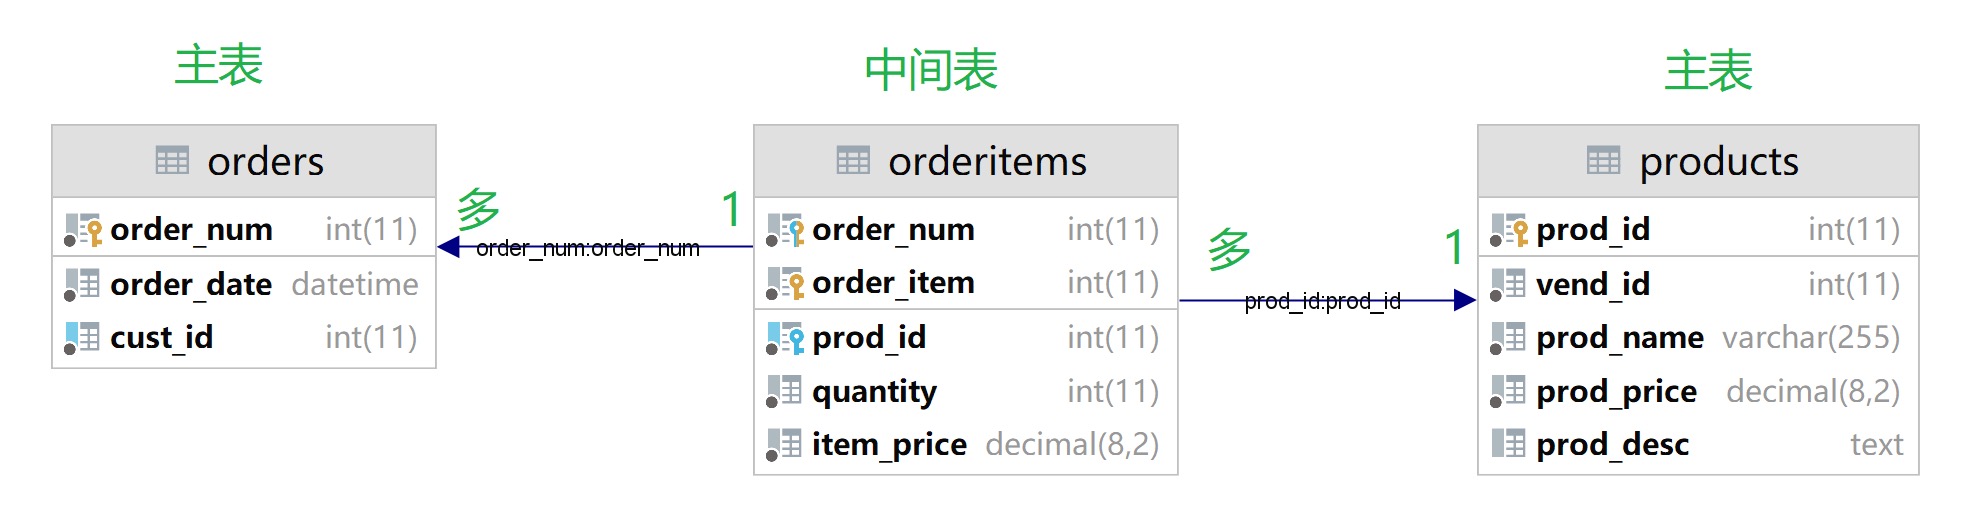 主表
中间表
主表
orders
order_num int(11)
order_date datetime
cust_id int(11)
多
1
order_num:order_num
orderitems
order_num int(11)
order_item int(11)
prod_id int(11)
quantity int(11)
item_price decimal(8,2)
多
1
prod_id:prod_id
products
prod_id int(11)
vend_id int(11)
prod_name varchar(255)
prod_price decimal(8,2)
prod_desc text